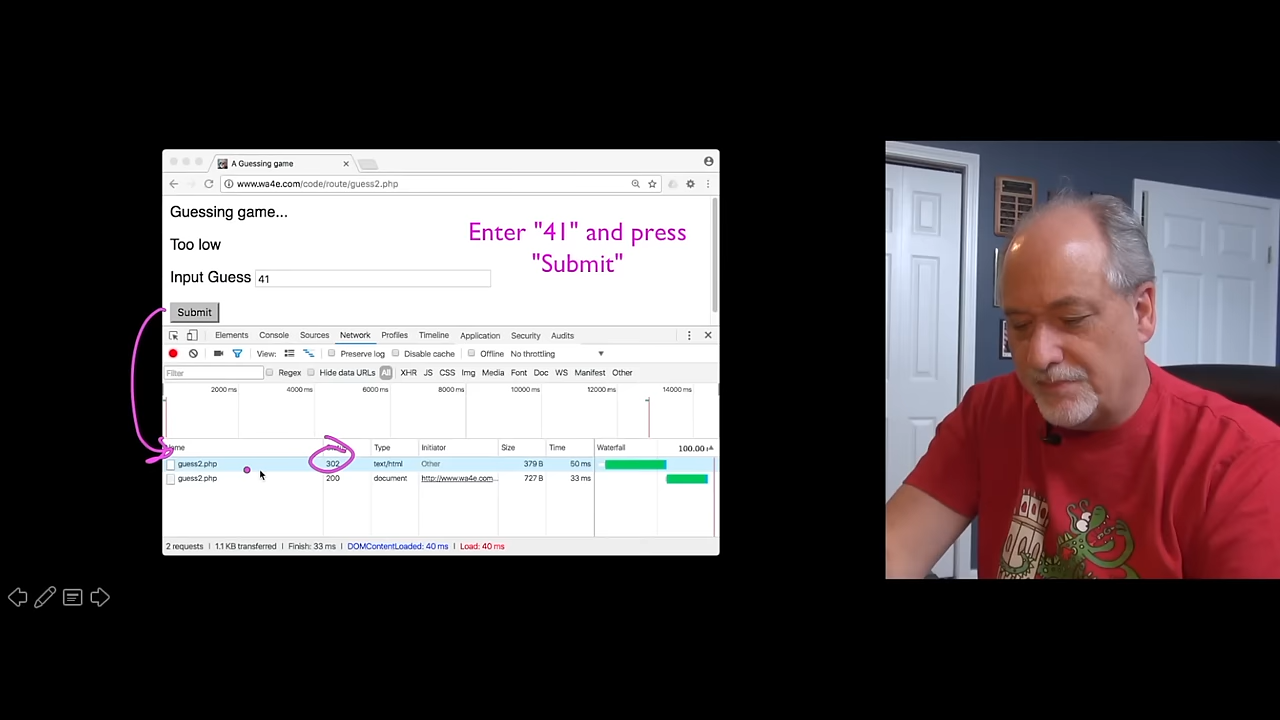 A Guessing game
www.wa4e.com/code/route/guess2.php
Guessing game...
Too low
Enter "41" and press
"Submit"
Input Guess 41
Submit
Elements Console Sources Network Profiles Timeline Application Security Audits
View: Preserve log Disable cache Offline No throttling
Filter Regex Hide data URLs All XHR JS CSS Img Media Font Doc WS Manifest Other
2000 ms 4000 ms 6000 ms 8000 ms 10000 ms 12000 ms 14000 ms
Name Type Initiator Size Time Waterfall 100.00
guess2.php 302 text/html Other 379 B 50 ms
guess2.php 200 document http://www.wa4e.com... 727 B 33 ms
2 requests | 1.1 KB transferred | Finish: 33 ms | DOMContentLoaded: 40 ms | Load: 40 ms